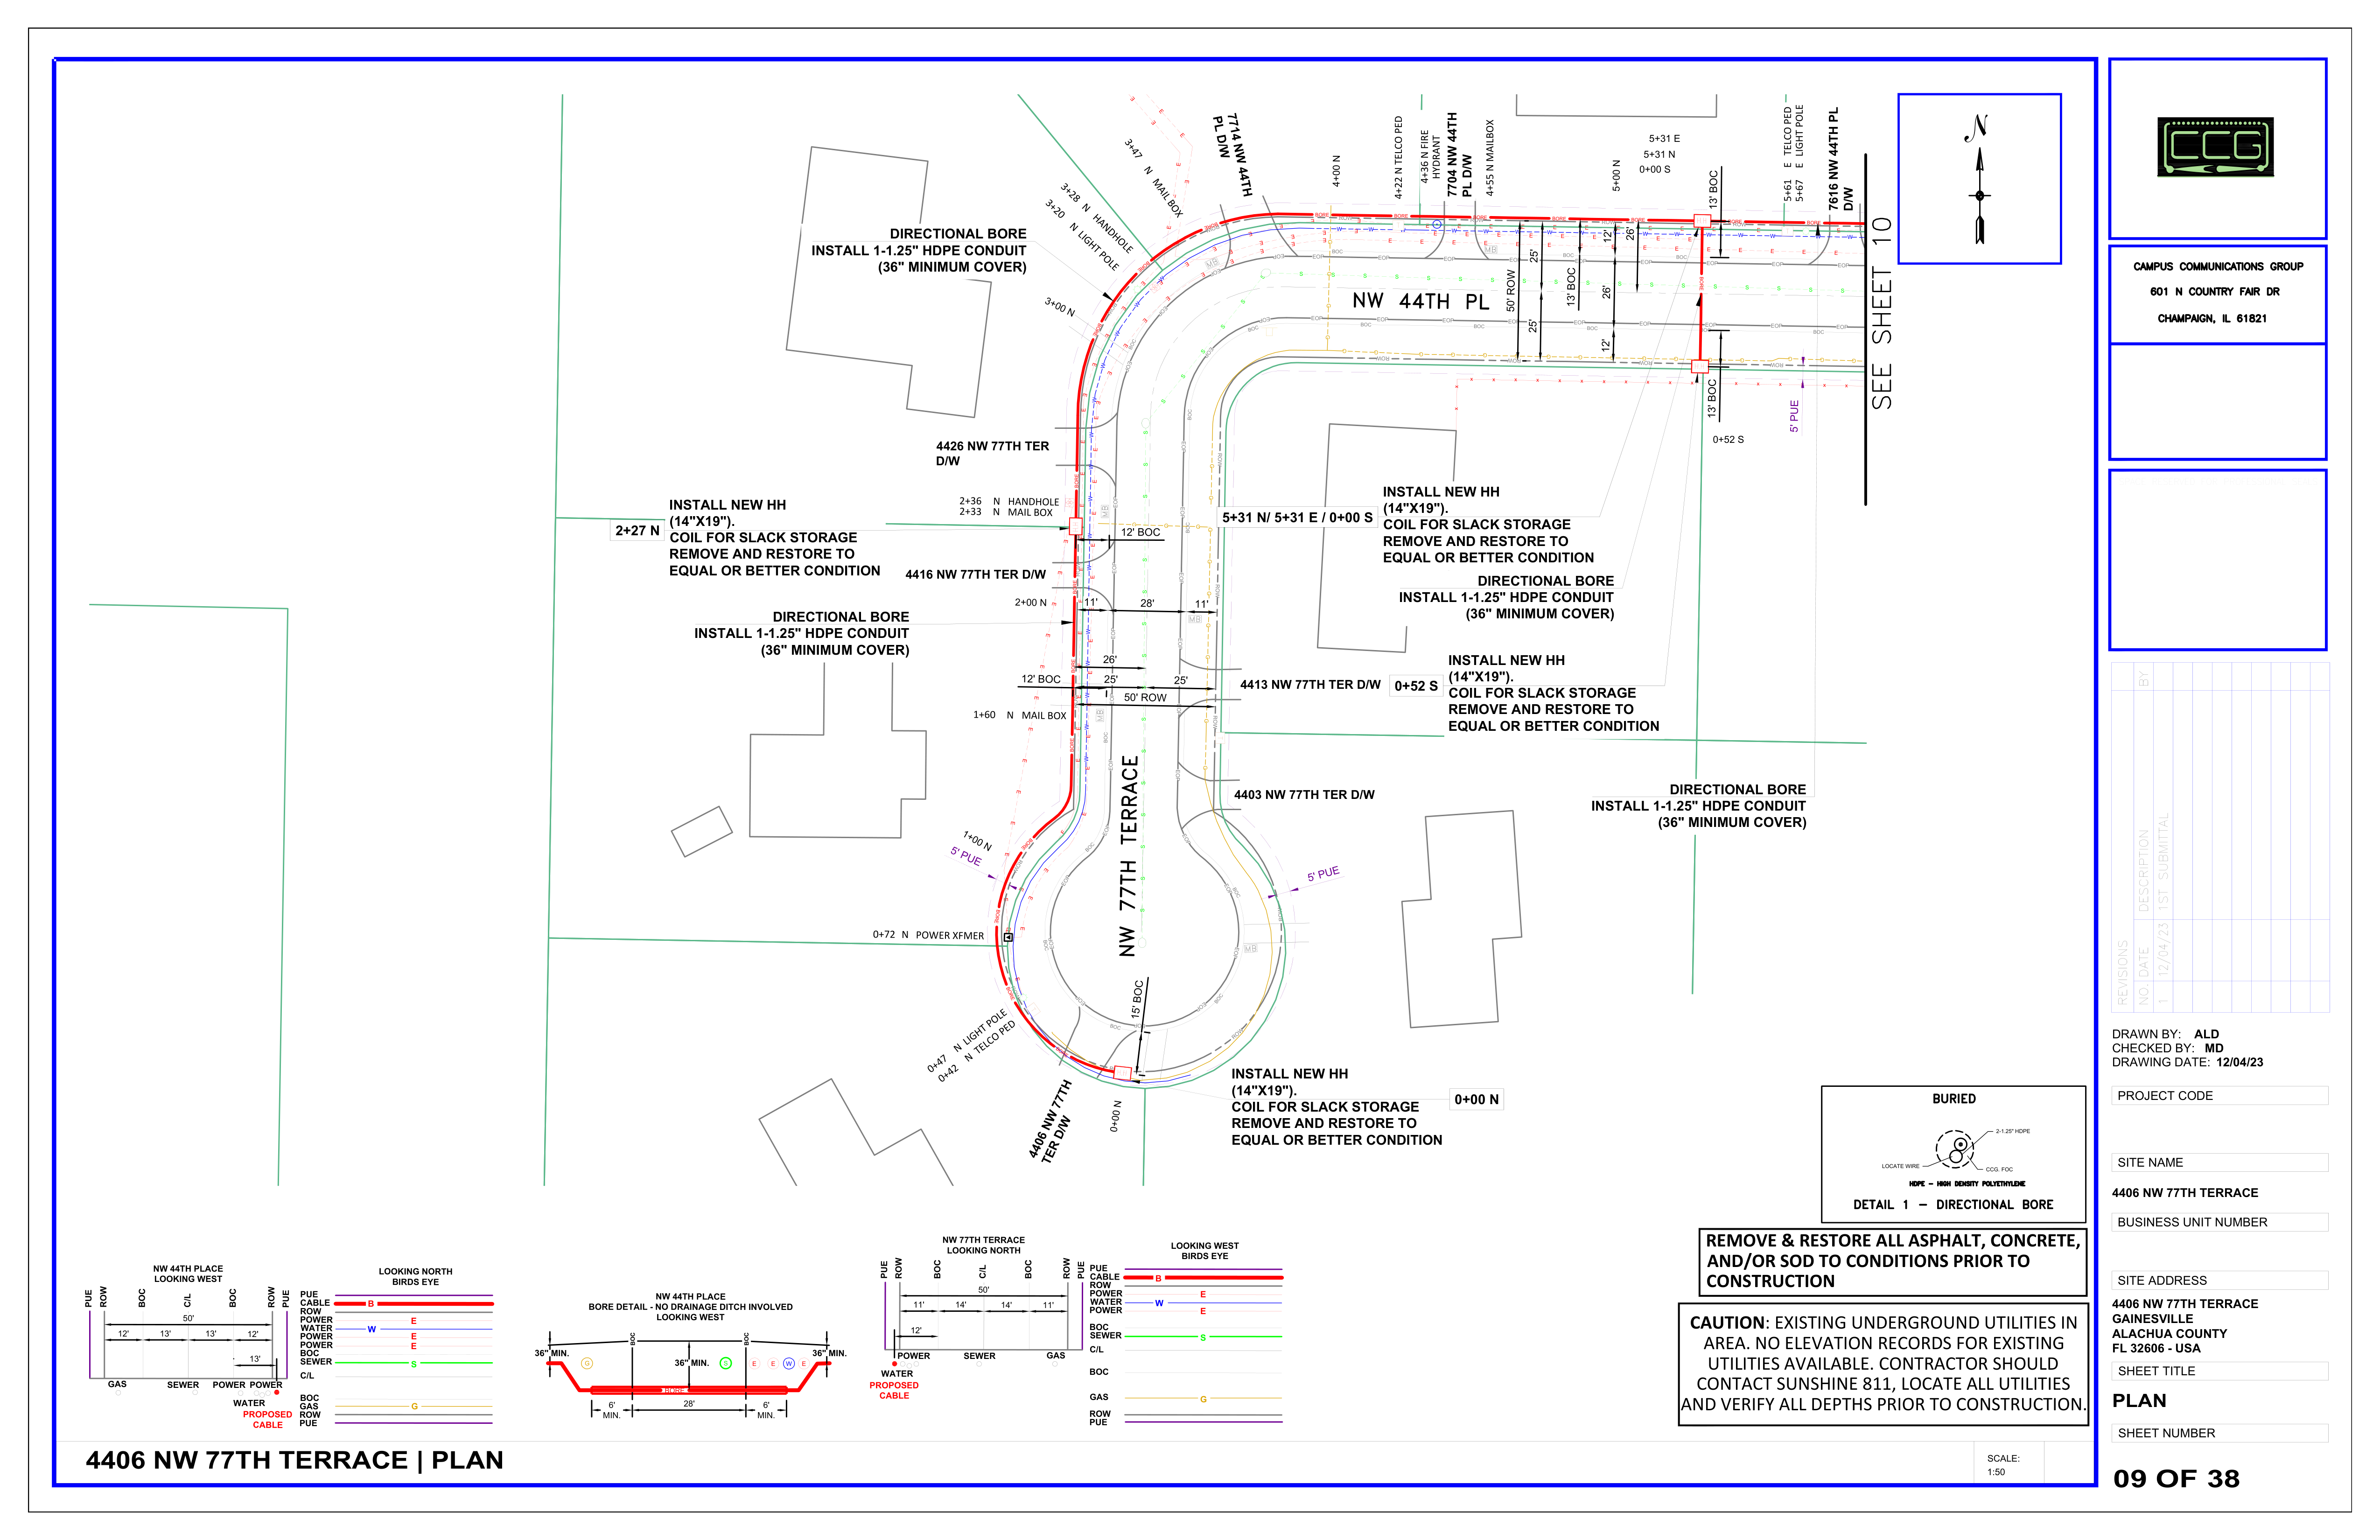 3+47 N MAIL BOX
3+28 N HANDHOLE
3+20 N LIGHT POLE
3+00 N
7714 NW 44TH
PL D/W
4+00 N
4+22 N TELCO PED
4+36 N FIRE
HYDRANT
7704 NW 44TH
PL D/W
4+55 N MAILBOX
5+00 N
5+31 E
5+31 N
0+00 S
13' BOC
5+61 E TELCO PED
5+67 E LIGHT POLE
7616 NW 44TH PL
D/W
N
SEE SHEET 10
DIRECTIONAL BORE
INSTALL 1-1.25" HDPE CONDUIT
(36" MINIMUM COVER)
NW 44TH PL
50' ROW
25'
25'
13' BOC
12'
26'
26'
12'
13' BOC
0+52 S
5' PUE
4426 NW 77TH TER
D/W
2+36 N HANDHOLE
2+33 N MAIL BOX
2+27 N
INSTALL NEW HH
(14"X19").
COIL FOR SLACK STORAGE
REMOVE AND RESTORE TO
EQUAL OR BETTER CONDITION
12' BOC
4416 NW 77TH TER D/W
2+00 N
11'
28'
11'
5+31 N/ 5+31 E / 0+00 S
INSTALL NEW HH
(14"X19").
COIL FOR SLACK STORAGE
REMOVE AND RESTORE TO
EQUAL OR BETTER CONDITION
DIRECTIONAL BORE
INSTALL 1-1.25" HDPE CONDUIT
(36" MINIMUM COVER)
DIRECTIONAL BORE
INSTALL 1-1.25" HDPE CONDUIT
(36" MINIMUM COVER)
26'
12' BOC
25'
25'
50' ROW
1+60 N MAIL BOX
4413 NW 77TH TER D/W
0+52 S
INSTALL NEW HH
(14"X19").
COIL FOR SLACK STORAGE
REMOVE AND RESTORE TO
EQUAL OR BETTER CONDITION
4403 NW 77TH TER D/W
DIRECTIONAL BORE
INSTALL 1-1.25" HDPE CONDUIT
(36" MINIMUM COVER)
NW 77TH TERRACE
1+00 N
5' PUE
5' PUE
0+72 N POWER XFMER
15' BOC
0+47 N LIGHT POLE
0+42 N TELCO PED
4406 NW 77TH
TER D/W
0+00 N
INSTALL NEW HH
(14"X19").
COIL FOR SLACK STORAGE
REMOVE AND RESTORE TO
EQUAL OR BETTER CONDITION
0+00 N
BURIED
2-1.25" HDPE
LOCATE WIRE
CCG. FOC
HDPE - HIGH DENSITY POLYETHYLENE
DETAIL 1 - DIRECTIONAL BORE
REMOVE & RESTORE ALL ASPHALT, CONCRETE,
AND/OR SOD TO CONDITIONS PRIOR TO
CONSTRUCTION
CAUTION: EXISTING UNDERGROUND UTILITIES IN
AREA. NO ELEVATION RECORDS FOR EXISTING
UTILITIES AVAILABLE. CONTRACTOR SHOULD
CONTACT SUNSHINE 811, LOCATE ALL UTILITIES
AND VERIFY ALL DEPTHS PRIOR TO CONSTRUCTION.
NW 44TH PLACE
LOOKING WEST
PUE
ROW
BOC
C/L
BOC
ROW
PUE
50'
12'
13'
13'
12'
13'
GAS
SEWER
POWER
POWER
WATER
PROPOSED
CABLE
LOOKING NORTH
BIRDS EYE
PUE
CABLE B
ROW
POWER E
WATER W
POWER E
POWER E
BOC
SEWER S
C/L
BOC
GAS G
ROW
PUE
NW 44TH PLACE
BORE DETAIL - NO DRAINAGE DITCH INVOLVED
LOOKING WEST
BOC
BOC
36" MIN.
36" MIN.
36" MIN.
G
S
E
E
W
E
BORE
6'
MIN.
28'
6'
MIN.
NW 77TH TERRACE
LOOKING NORTH
PUE
ROW
BOC
C/L
BOC
ROW
PUE
50'
11'
14'
14'
11'
12'
POWER
SEWER
GAS
WATER
PROPOSED
CABLE
LOOKING WEST
BIRDS EYE
PUE
CABLE B
ROW
POWER E
WATER W
POWER E
BOC
SEWER S
C/L
BOC
GAS G
ROW
PUE
4406 NW 77TH TERRACE | PLAN
SCALE:
1:50
CCG
CAMPUS COMMUNICATIONS GROUP
601 N COUNTRY FAIR DR
CHAMPAIGN, IL 61821
REVISIONS
NO. DATE DESCRIPTION BY
1 12/04/23 1ST SUBMITTAL
DRAWN BY: ALD
CHECKED BY: MD
DRAWING DATE: 12/04/23
PROJECT CODE
SITE NAME
4406 NW 77TH TERRACE
BUSINESS UNIT NUMBER
SITE ADDRESS
4406 NW 77TH TERRACE
GAINESVILLE
ALACHUA COUNTY
FL 32606 - USA
SHEET TITLE
PLAN
SHEET NUMBER
09 OF 38